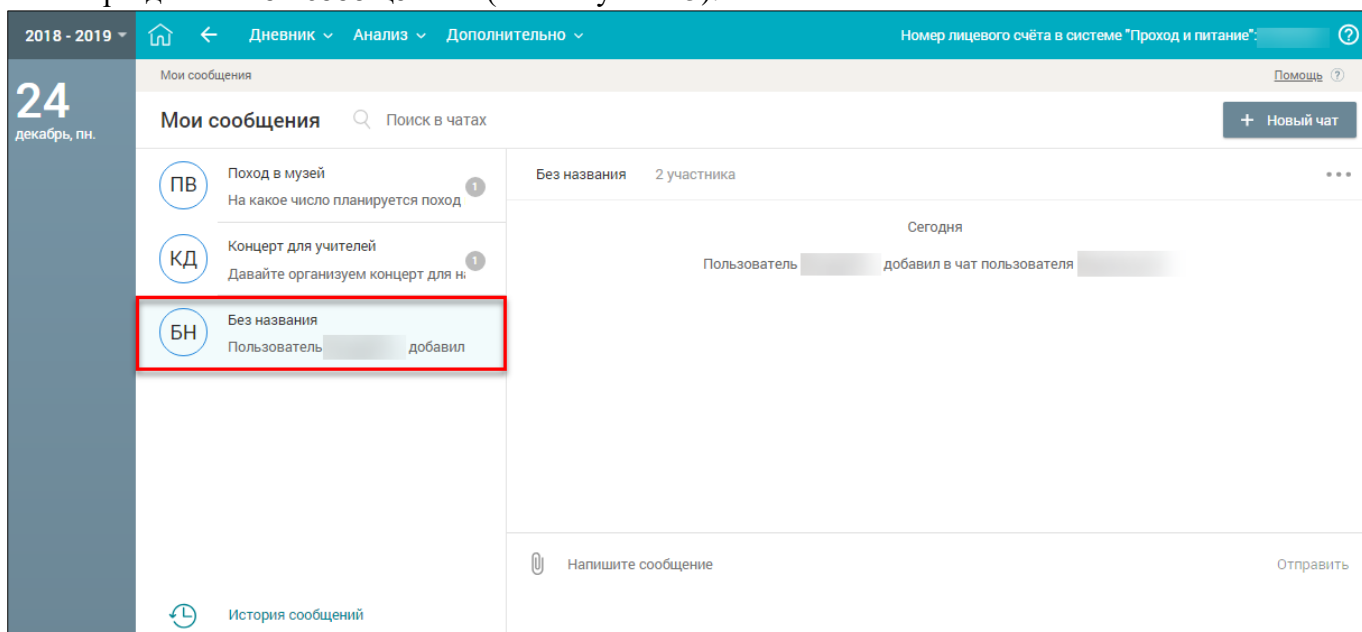 2018 - 2019 Дневник Анализ Дополнительно Номер лицевого счёта в системе "Проход и питание":
24
декабрь, пн.
Мои сообщения Помощь
Мои сообщения Поиск в чатах + Новый чат
ПВ Поход в музей 1
На какое число планируется поход
КД Концерт для учителей 1
Давайте организуем концерт для
БН Без названия
Пользователь добавил
Без названия 2 участника
Сегодня
Пользователь добавил в чат пользователя
Напишите сообщение Отправить
История сообщений